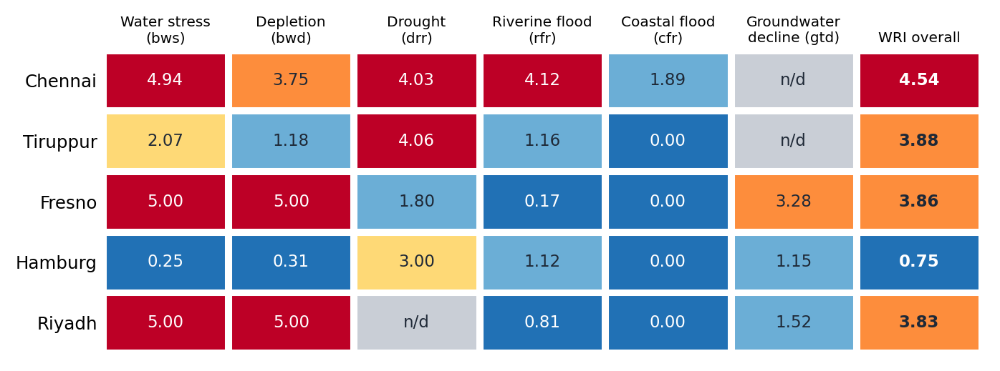 Water stress
(bws)
Depletion
(bwd)
Drought
(drr)
Riverine flood
(rfr)
Coastal flood
(cfr)
Groundwater
decline (gtd)
WRI overall
Chennai 4.94 3.75 4.03 4.12 1.89 n/d 4.54
Tiruppur 2.07 1.18 4.06 1.16 0.00 n/d 3.88
Fresno 5.00 5.00 1.80 0.17 0.00 3.28 3.86
Hamburg 0.25 0.31 3.00 1.12 0.00 1.15 0.75
Riyadh 5.00 5.00 n/d 0.81 0.00 1.52 3.83